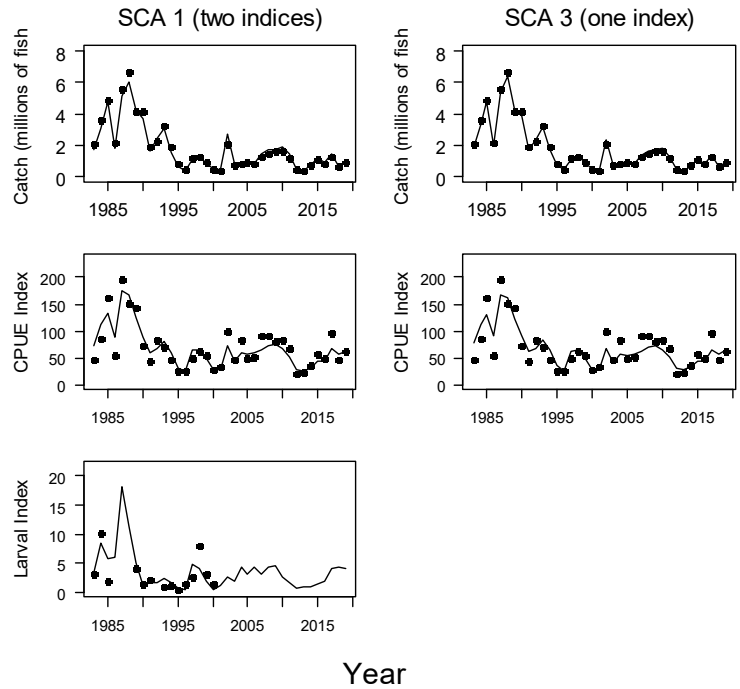 SCA 1 (two indices)
SCA 3 (one index)
Catch (millions of fish
8
6
4
2
0
1985 1995 2005 2015
Catch (millions of fish
8
6
4
2
0
1985 1995 2005 2015
CPUE Index
200
150
100
50
0
1985 1995 2005 2015
CPUE Index
200
150
100
50
0
1985 1995 2005 2015
Larval Index
20
15
10
5
0
1985 1995 2005 2015
Year